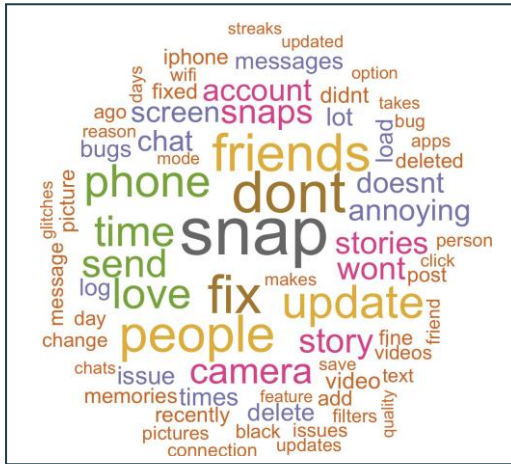 streaks
updated
iphone messages
wifi option
days fixed account didnt takes
ago screen snaps lot load bug
reason chat apps
bugs mode friends deleted
glitches picture phone dont doesnt
annoying
time snap stories person
message send wont click
log love fix makes post
day update friend
change people story fine
videos
chats issue camera save video text
memories times feature add quality
recently delete filters
pictures black issues
connection updates